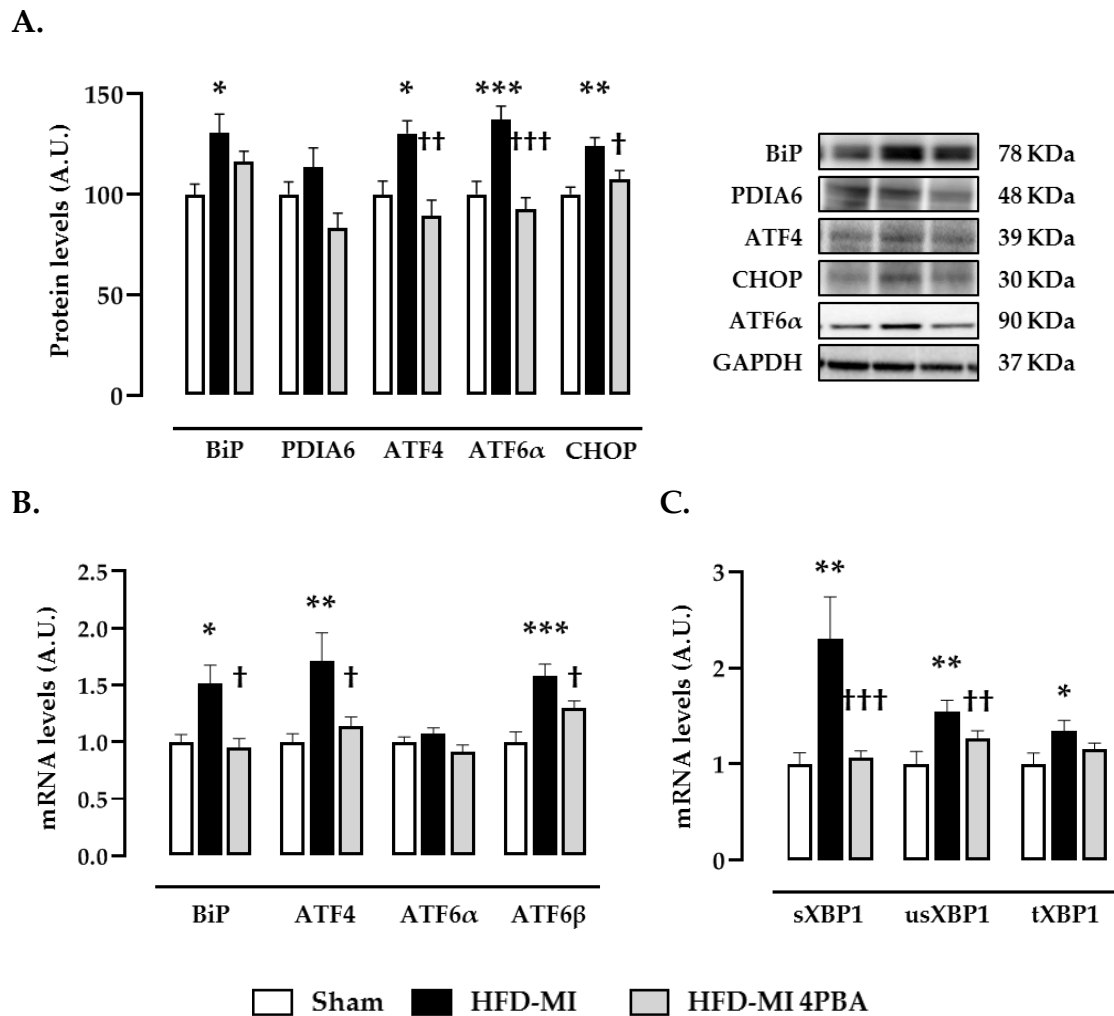 A.
* * *** **
†† ††† †
150
100
50
0
Protein levels (A.U.)
BiP PDIA6 ATF4 ATF6α CHOP
BiP 78 KDa
PDIA6 48 KDa
ATF4 39 KDa
CHOP 30 KDa
ATF6α 90 KDa
GAPDH 37 KDa
B.
* ** ***
† † †
2.5
2.0
1.5
1.0
0.5
0.0
mRNA levels (A.U.)
BiP ATF4 ATF6α ATF6β
C.
** ** *
††† ††
3
2
1
0
mRNA levels (A.U.)
sXBP1 usXBP1 tXBP1
Sham HFD-MI HFD-MI 4PBA